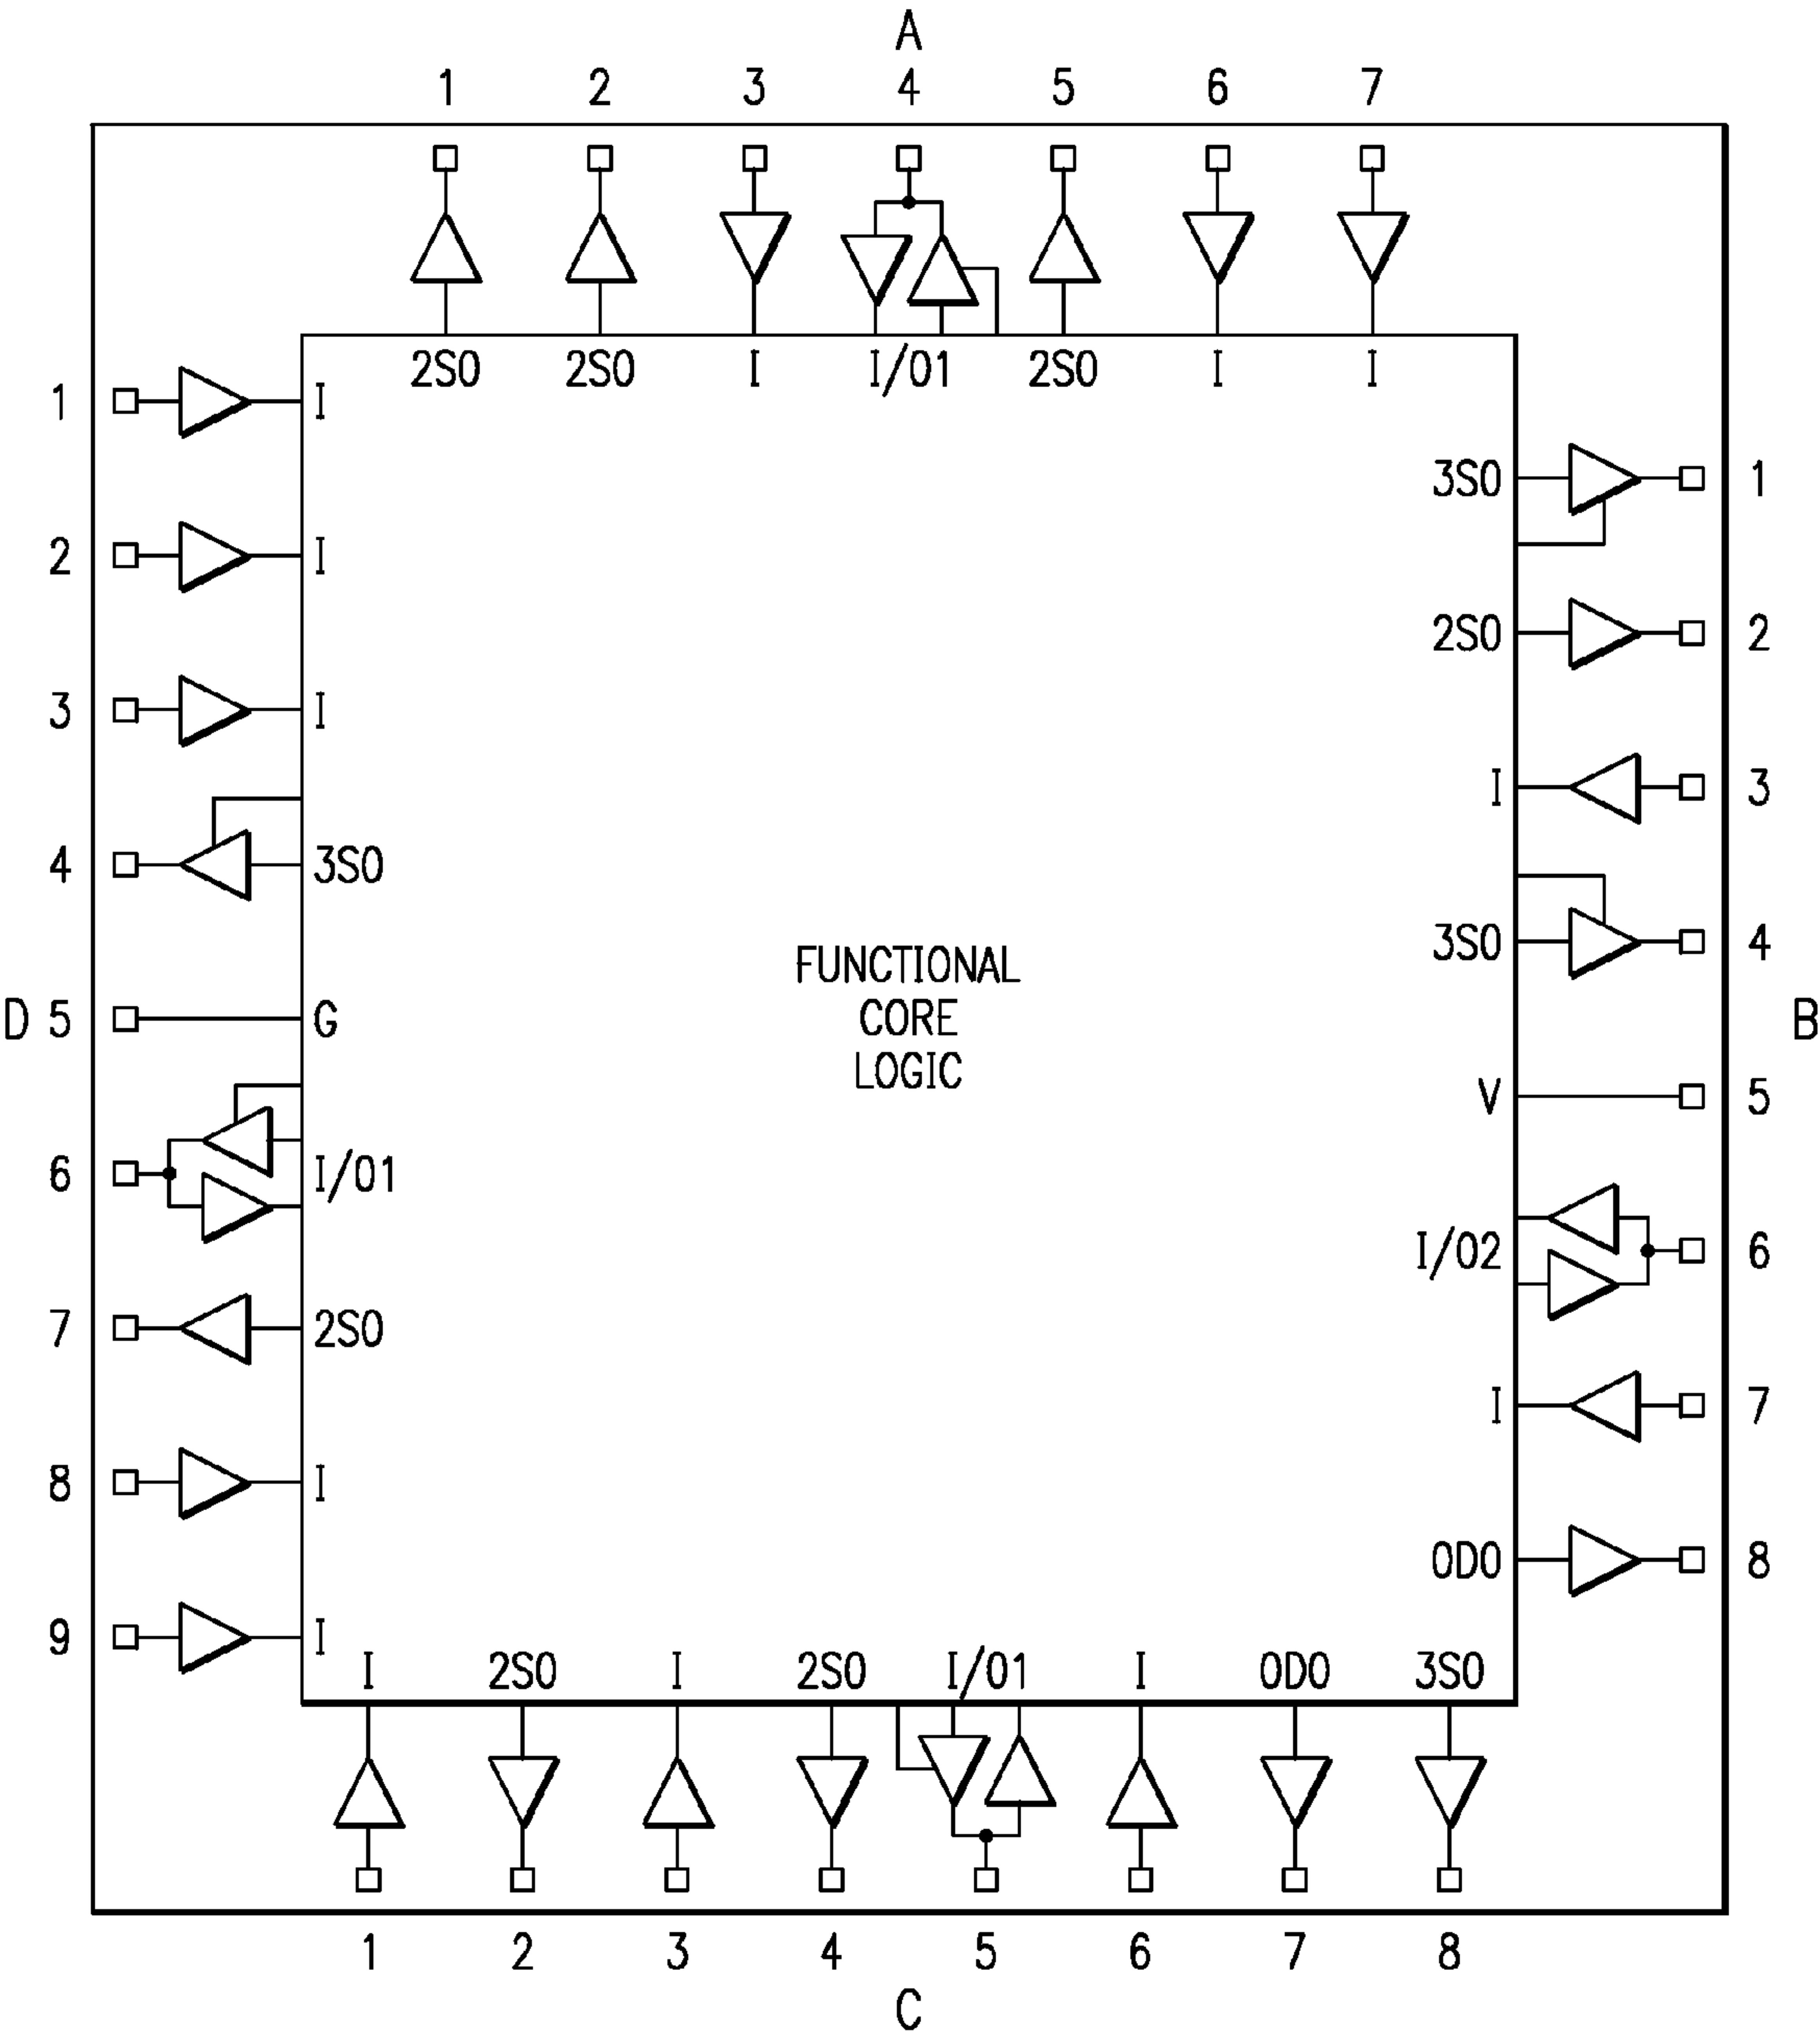 A
1 2 3 4 5 6 7
2SO 2SO I I/O1 2SO I I
1 I
3SO 1
2 I
2SO 2
3 I
I 3
4 3SO
3SO 4
FUNCTIONAL
CORE
LOGIC
D 5 G
B
V 5
6 I/O1
I/O2 6
7 2SO
I 7
8 I
ODO 8
9 I
I 2SO I 2SO I/O1 I ODO 3SO
1 2 3 4 5 6 7 8
C